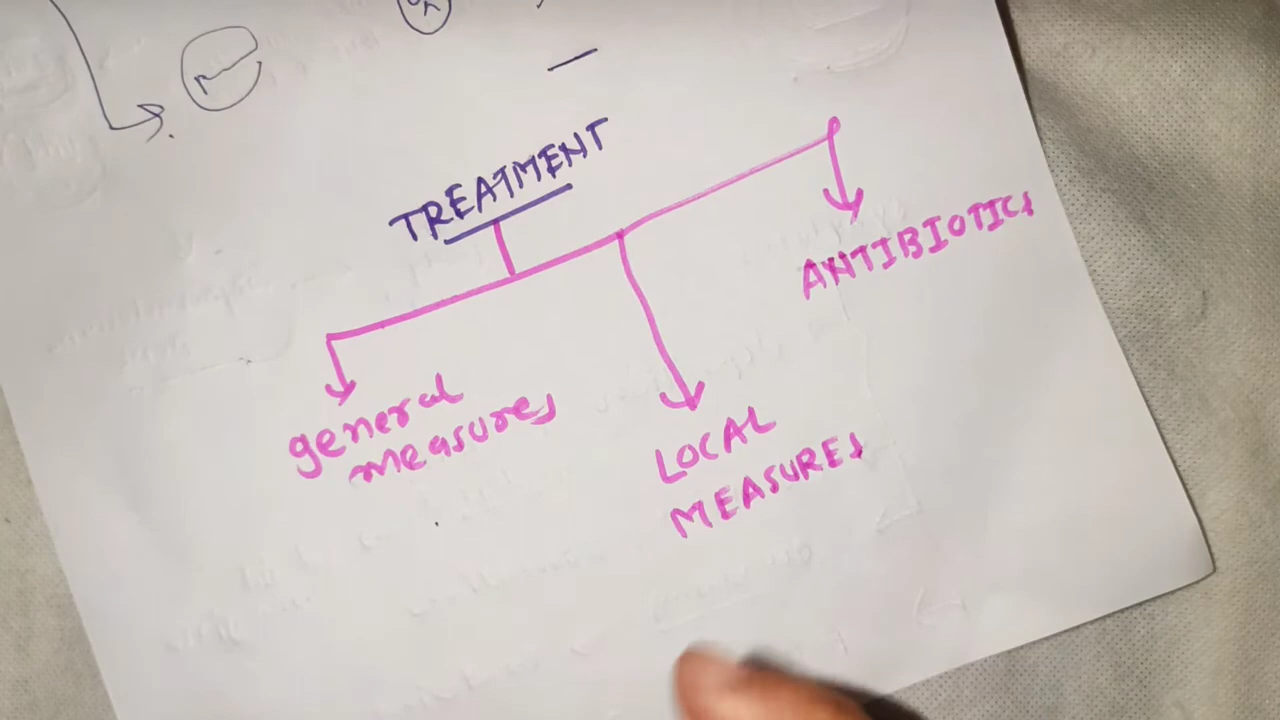 TREATMENT
general
measures
LOCAL
MEASURES
ANTIBIOTICS